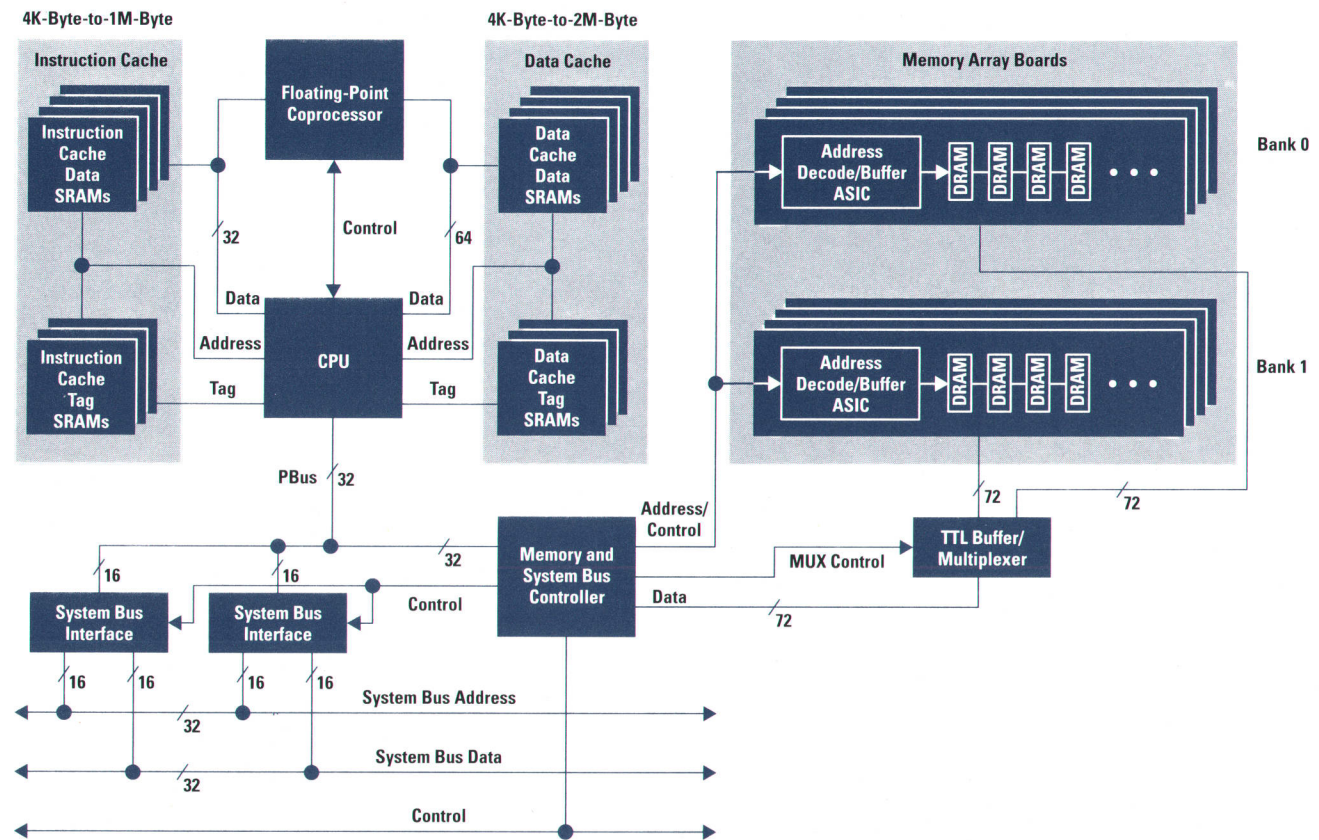 4K-Byte-to-1M-Byte
4K-Byte-to-2M-Byte
Instruction Cache
Instruction
Cache
Data
SRAMs
Floating-Point
Coprocessor
Data Cache
Data
Cache
Data
SRAMs
Memory Array Boards
Bank 0
Address
Decode/Buffer
ASIC
DRAM
DRAM
DRAM
DRAM
32
Control
64
Data
Data
Address
CPU
Address
Tag
Tag
Instruction
Cache
Tag
SRAMs
Data
Cache
Tag
SRAMs
Bank 1
Address
Decode/Buffer
ASIC
DRAM
DRAM
DRAM
DRAM
PBus
32
72
72
Address/
Control
Memory and
System Bus
Controller
MUX Control
TTL Buffer/
Multiplexer
Data
72
32
16
16
Control
System Bus
Interface
System Bus
Interface
16
16
16
16
System Bus Address
32
System Bus Data
32
Control